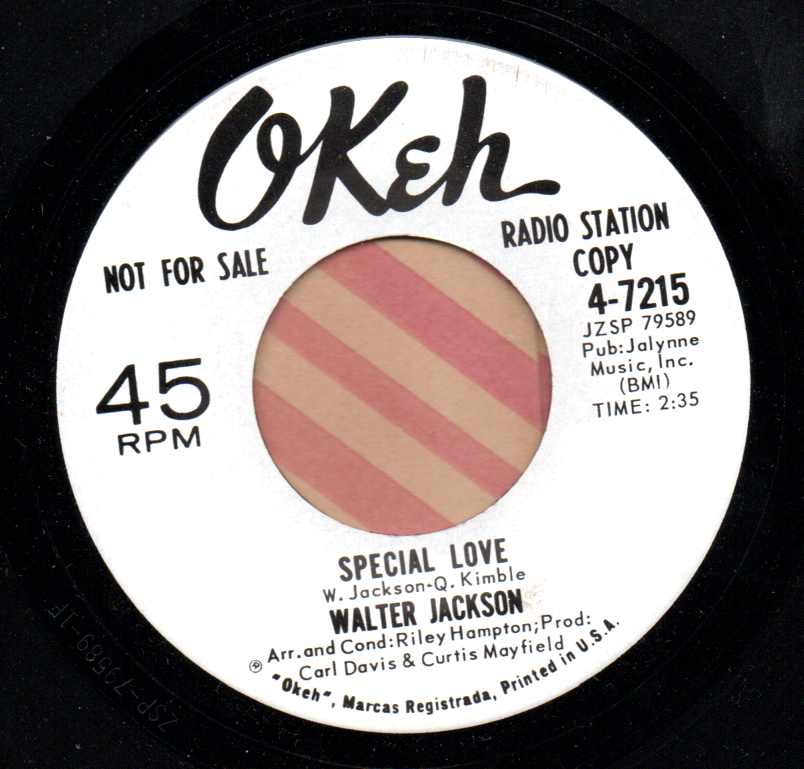 OKeh
NOT FOR SALE
RADIO STATION
COPY
4-7215
JZSP 79589
Pub:Jalynne
Music, Inc.
(BMI)
TIME: 2:35
45
RPM
SPECIAL LOVE
W. Jackson-Q. Kimble
WALTER JACKSON
Arr.and Cond:Riley Hampton;Prod:
Carl Davis & Curtis Mayfield
℗ "Okeh", Marcas Registrada, Printed in U.S.A.
ZSP-79589-1F